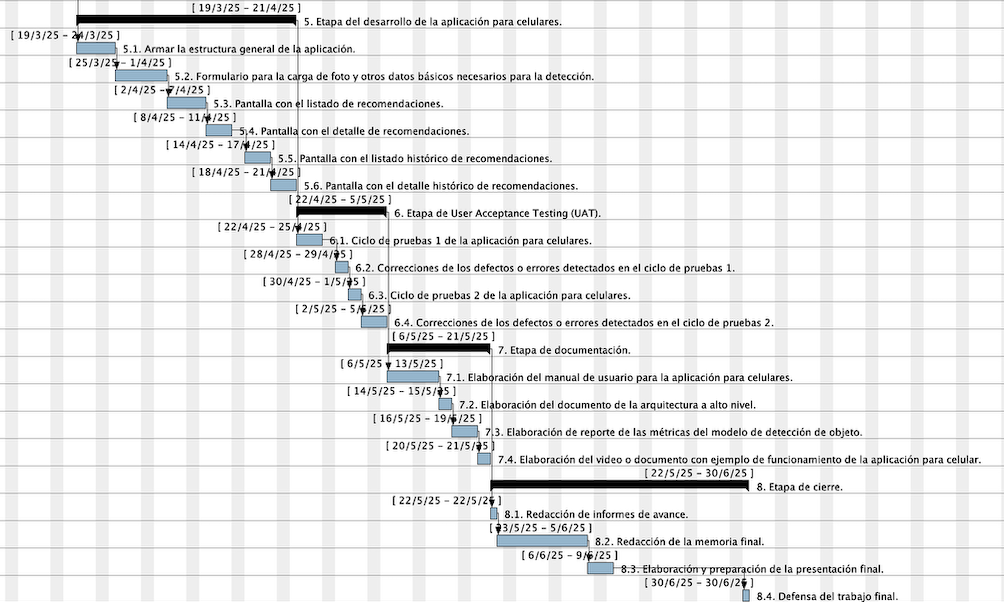 [ 19/3/25 - 21/4/25 ]
5. Etapa del desarrollo de la aplicación para celulares.
[ 19/3/25 - 24/3/25 ]
5.1. Armar la estructura general de la aplicación.
[ 25/3/25 - 1/4/25 ]
5.2. Formulario para la carga de foto y otros datos básicos necesarios para la detección.
[ 2/4/25 - 7/4/25 ]
5.3. Pantalla con el listado de recomendaciones.
[ 8/4/25 - 11/4/25 ]
5.4. Pantalla con el detalle de recomendaciones.
[ 14/4/25 - 17/4/25 ]
5.5. Pantalla con el listado histórico de recomendaciones.
[ 18/4/25 - 21/4/25 ]
5.6. Pantalla con el detalle histórico de recomendaciones.
[ 22/4/25 - 5/5/25 ]
6. Etapa de User Acceptance Testing (UAT).
[ 22/4/25 - 25/4/25 ]
6.1. Ciclo de pruebas 1 de la aplicación para celulares.
[ 28/4/25 - 29/4/25 ]
6.2. Correcciones de los defectos o errores detectados en el ciclo de pruebas 1.
[ 30/4/25 - 1/5/25 ]
6.3. Ciclo de pruebas 2 de la aplicación para celulares.
[ 2/5/25 - 5/5/25 ]
6.4. Correcciones de los defectos o errores detectados en el ciclo de pruebas 2.
[ 6/5/25 - 21/5/25 ]
7. Etapa de documentación.
[ 6/5/25 - 13/5/25 ]
7.1. Elaboración del manual de usuario para la aplicación para celulares.
[ 14/5/25 - 15/5/25 ]
7.2. Elaboración del documento de la arquitectura a alto nivel.
[ 16/5/25 - 19/5/25 ]
7.3. Elaboración de reporte de las métricas del modelo de detección de objeto.
[ 20/5/25 - 21/5/25 ]
7.4. Elaboración del video o documento con ejemplo de funcionamiento de la aplicación para celular.
[ 22/5/25 - 30/6/25 ]
8. Etapa de cierre.
[ 22/5/25 - 22/5/25 ]
8.1. Redacción de informes de avance.
[ 23/5/25 - 5/6/25 ]
8.2. Redacción de la memoria final.
[ 6/6/25 - 9/6/25 ]
8.3. Elaboración y preparación de la presentación final.
[ 30/6/25 - 30/6/25 ]
8.4. Defensa del trabajo final.